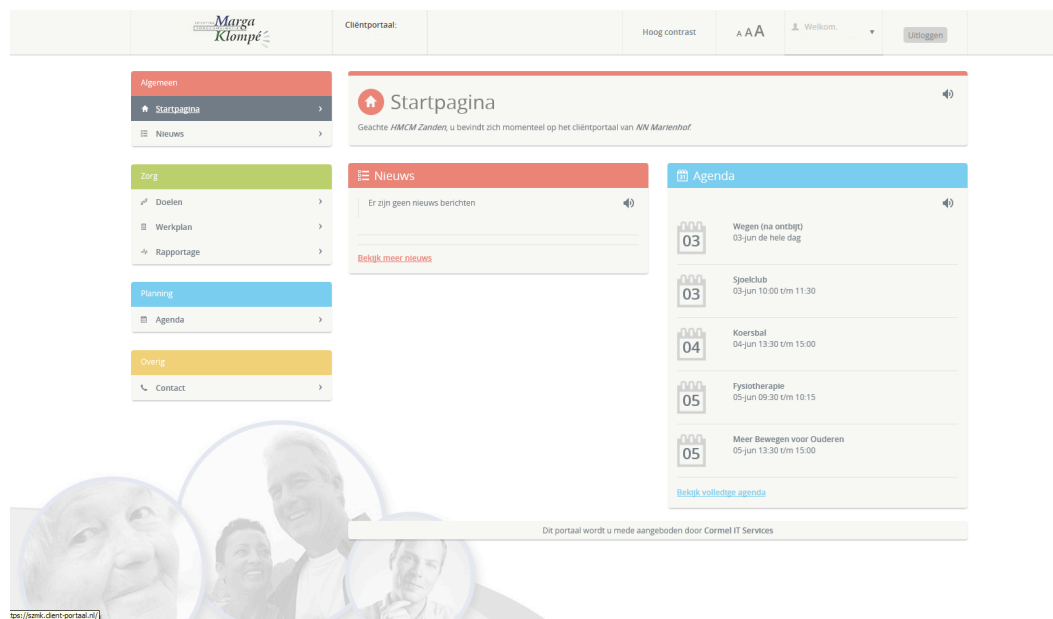 Marga
Klompé
Cliëntportaal:
Hoog contrast
A A A
Welkom,
Uitloggen
Algemeen
Startpagina
Nieuws
Zorg
Doelen
Werkplan
Rapportage
Planning
Agenda
Overig
Contact
Startpagina
Geachte HMCM Zanden, u bevindt zich momenteel op het cliëntportaal van NN Marienhof.
Nieuws
Er zijn geen nieuws berichten
Bekijk meer nieuws
Agenda
03
Wegen (na ontbijt)
03-jun de hele dag
03
Sjoelclub
03-jun 10:00 t/m 11:30
04
Koersbal
04-jun 13:30 t/m 15:00
05
Fysiotherapie
05-jun 09:30 t/m 10:15
05
Meer Bewegen voor Ouderen
05-jun 13:30 t/m 15:00
Bekijk volledige agenda
Dit portaal wordt u mede aangeboden door Cormel IT Services
tps://szmk.client-portaal.nl/